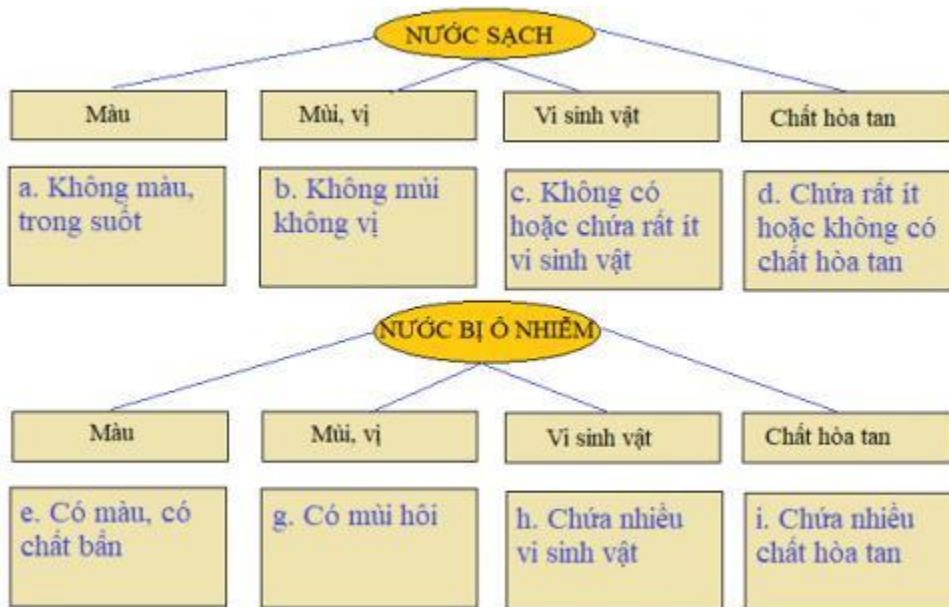 NƯỚC SẠCH
Màu
Mùi, vị
Vi sinh vật
Chất hòa tan
a. Không màu,
trong suốt
b. Không mùi
không vị
c. Không có
hoặc chứa rất ít
vi sinh vật
d. Chứa rất ít
hoặc không có
chất hòa tan
NƯỚC BỊ Ô NHIỄM
Màu
Mùi, vị
Vi sinh vật
Chất hòa tan
e. Có màu, có
chất bẩn
g. Có mùi hôi
h. Chứa nhiều
vi sinh vật
i. Chứa nhiều
chất hòa tan